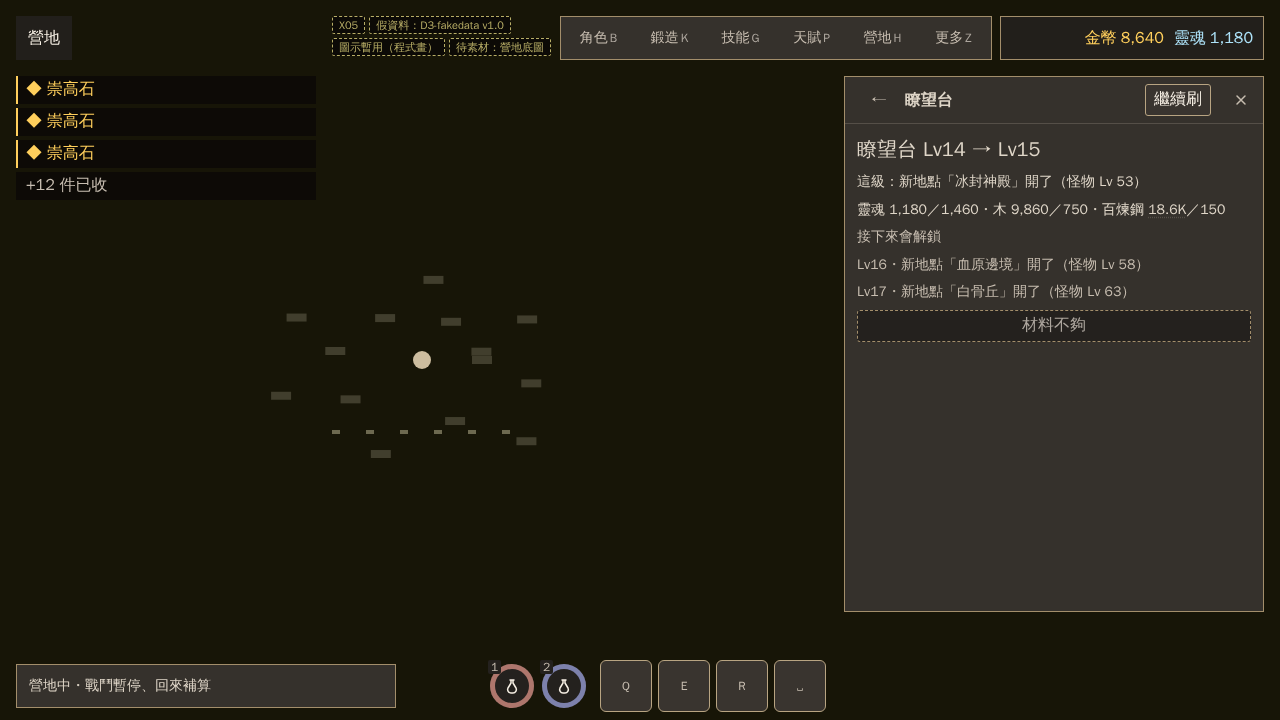 營地
X05 假資料：D3-fakedata v1.0
圖示暫用（程式畫） 待素材：營地底圖
角色B 鍛造K 技能G 天賦P 營地H 更多Z
金幣 8,640 靈魂 1,180
◆ 崇高石
◆ 崇高石
◆ 崇高石
+12 件已收
← 瞭望台 繼續刷 ×
瞭望台 Lv14 → Lv15
這級：新地點「冰封神殿」開了（怪物 Lv 53）
靈魂 1,180／1,460・木 9,860／750・百煉鋼 18.6K／150
接下來會解鎖
Lv16・新地點「血原邊境」開了（怪物 Lv 58）
Lv17・新地點「白骨丘」開了（怪物 Lv 63）
材料不夠
營地中・戰鬥暫停、回來補算
1 2 Q E R ⎵